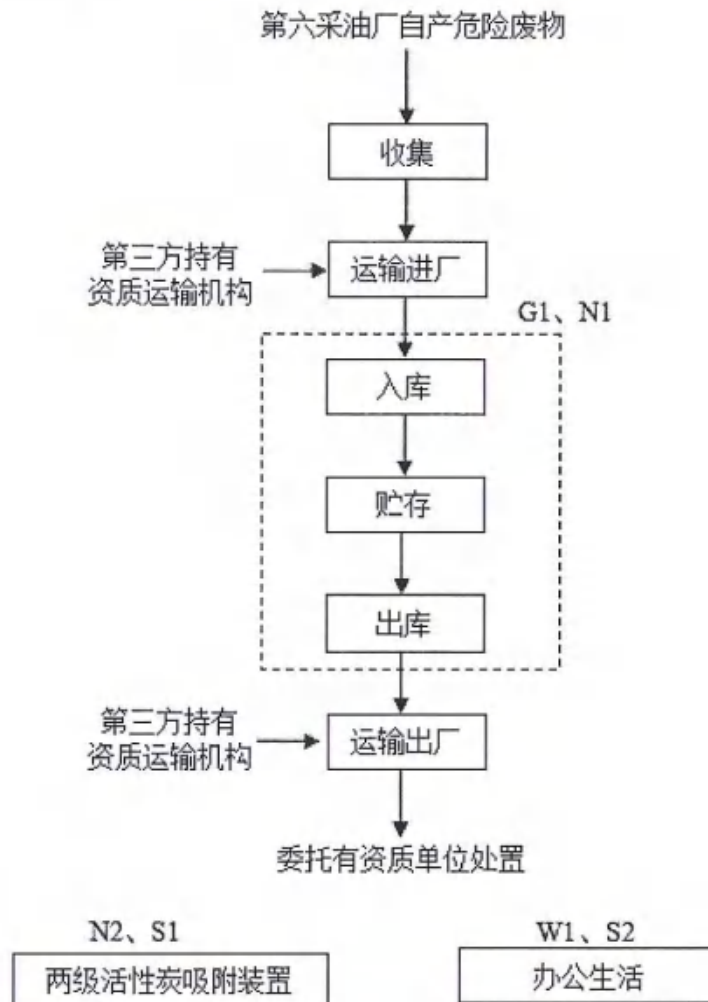 第六采油厂自产危险废物
收集
第三方持有
资质运输机构
运输进厂
G1、N1
入库
贮存
出库
第三方持有
资质运输机构
运输出厂
委托有资质单位处置
N2、S1
两级活性炭吸附装置
W1、S2
办公生活